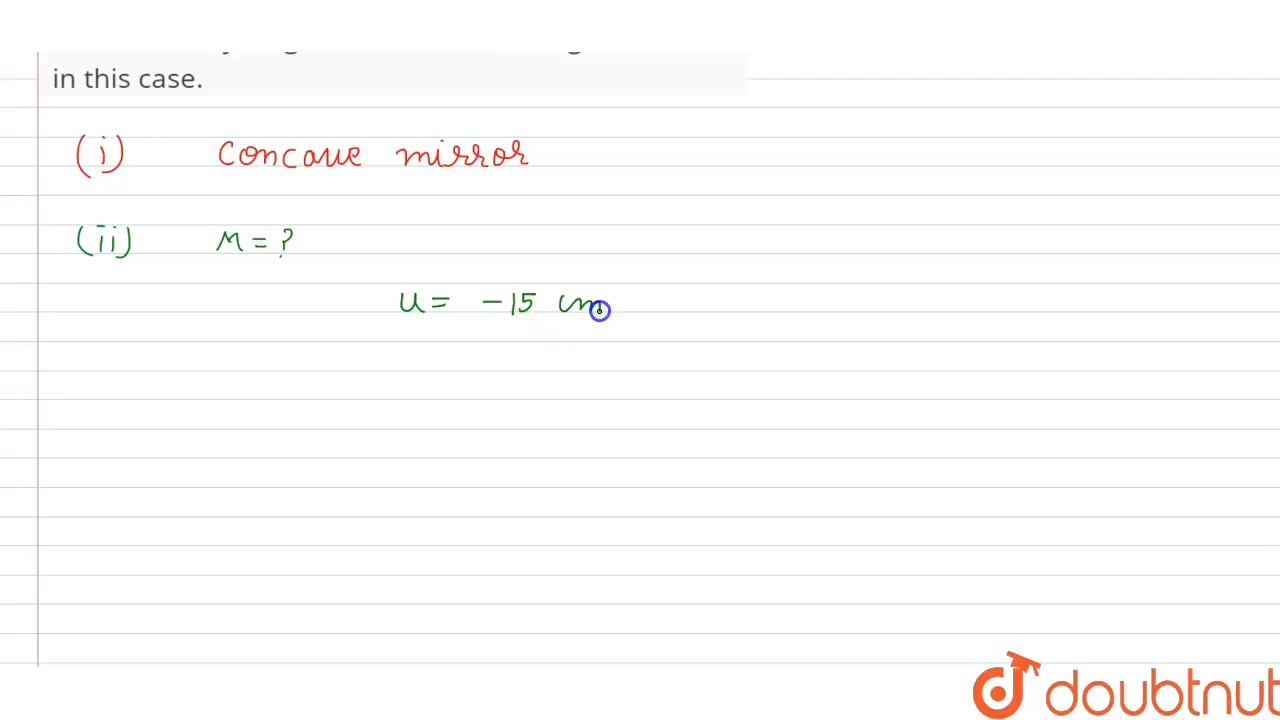 in this case.
(i) Concave mirror
(ii) M = ?
u = -15 cm
doubtnut